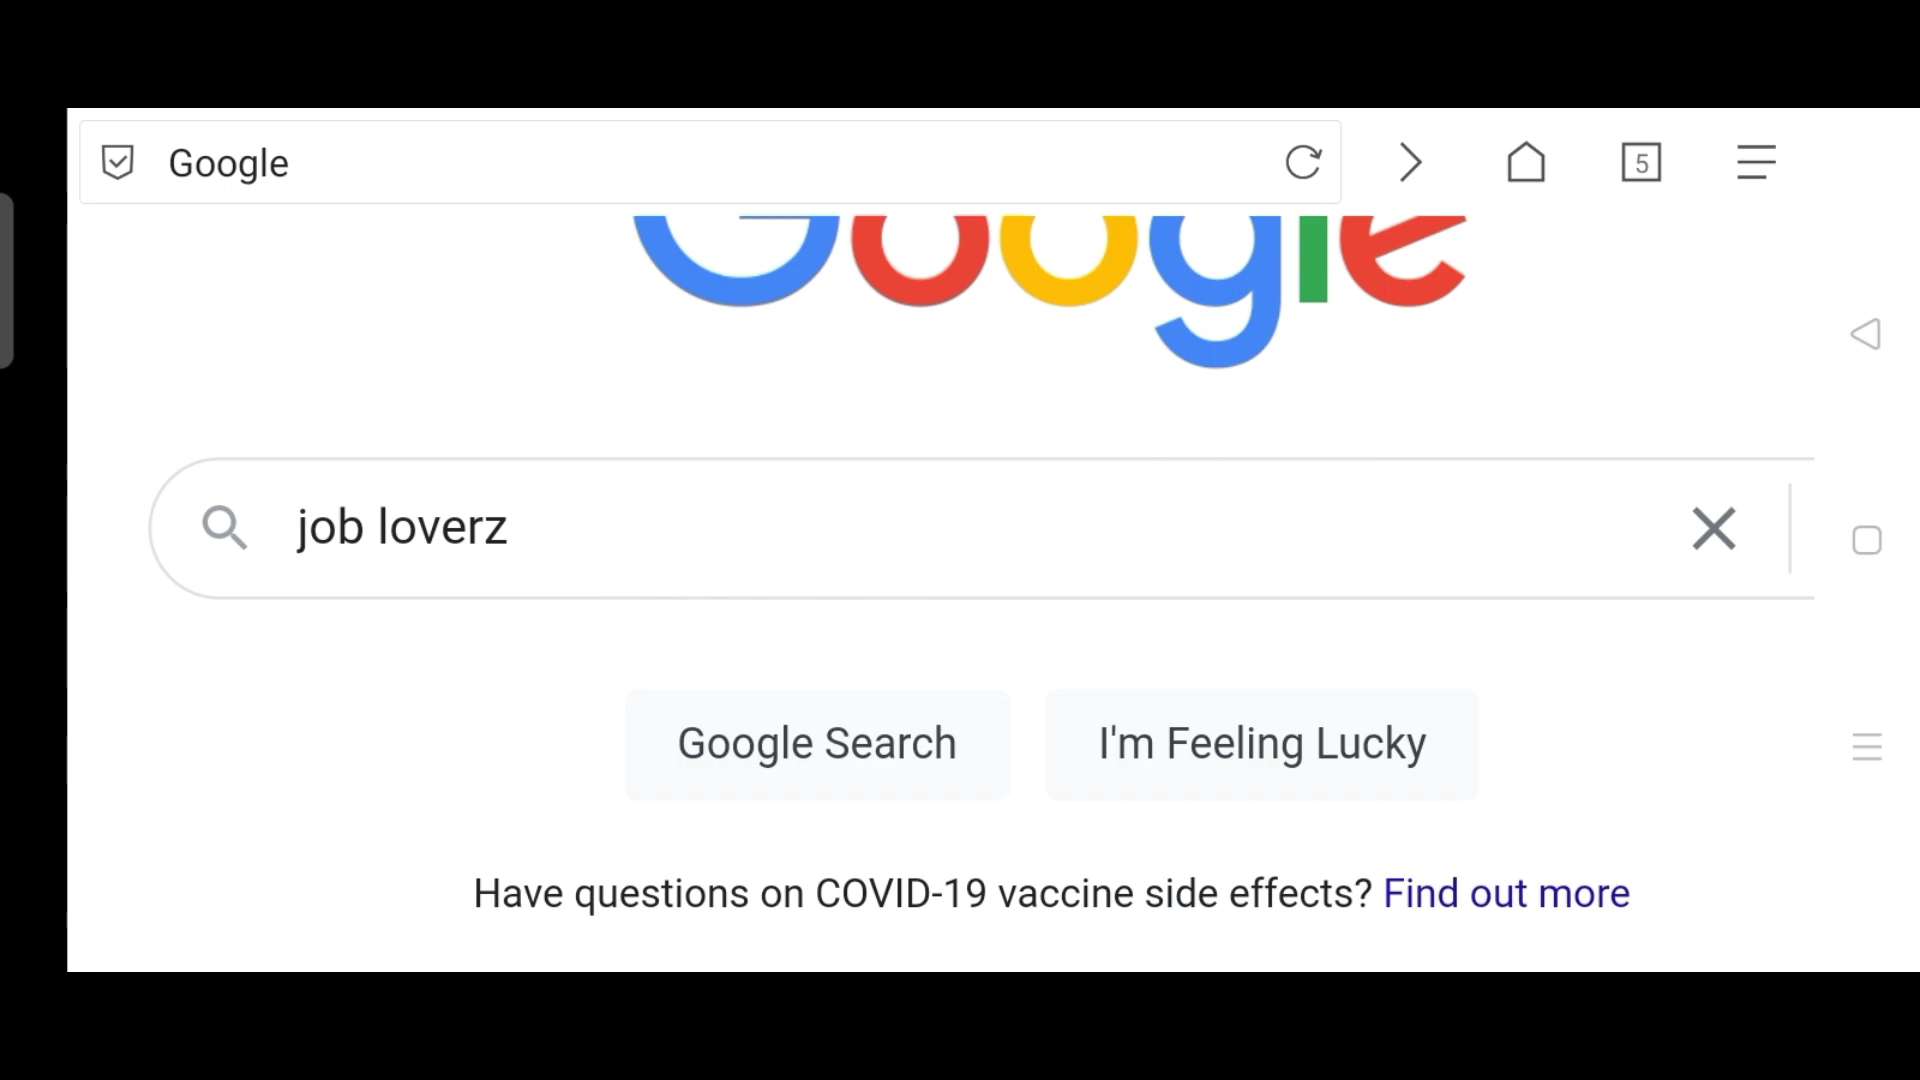 Google
5
Google
job loverz
Google Search
I'm Feeling Lucky
Have questions on COVID-19 vaccine side effects? Find out more